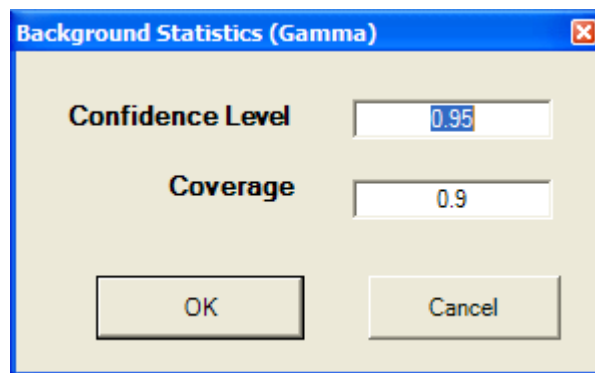 Background Statistics (Gamma)
Confidence Level 0.95
Coverage 0.9
OK Cancel